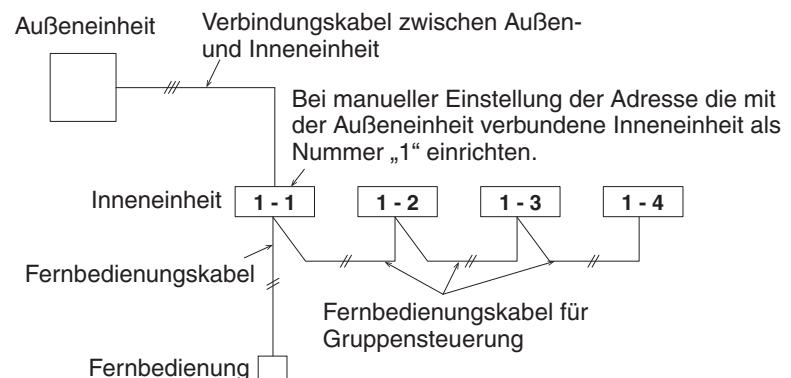 Außeneinheit
Verbindungskabel zwischen Außen-
und Inneneinheit
Bei manueller Einstellung der Adresse die mit
der Außeneinheit verbundene Inneneinheit als
Nummer „1“ einrichten.
Inneneinheit
1 - 1
1 - 2
1 - 3
1 - 4
Fernbedienungskabel
Fernbedienungskabel für
Gruppensteuerung
Fernbedienung